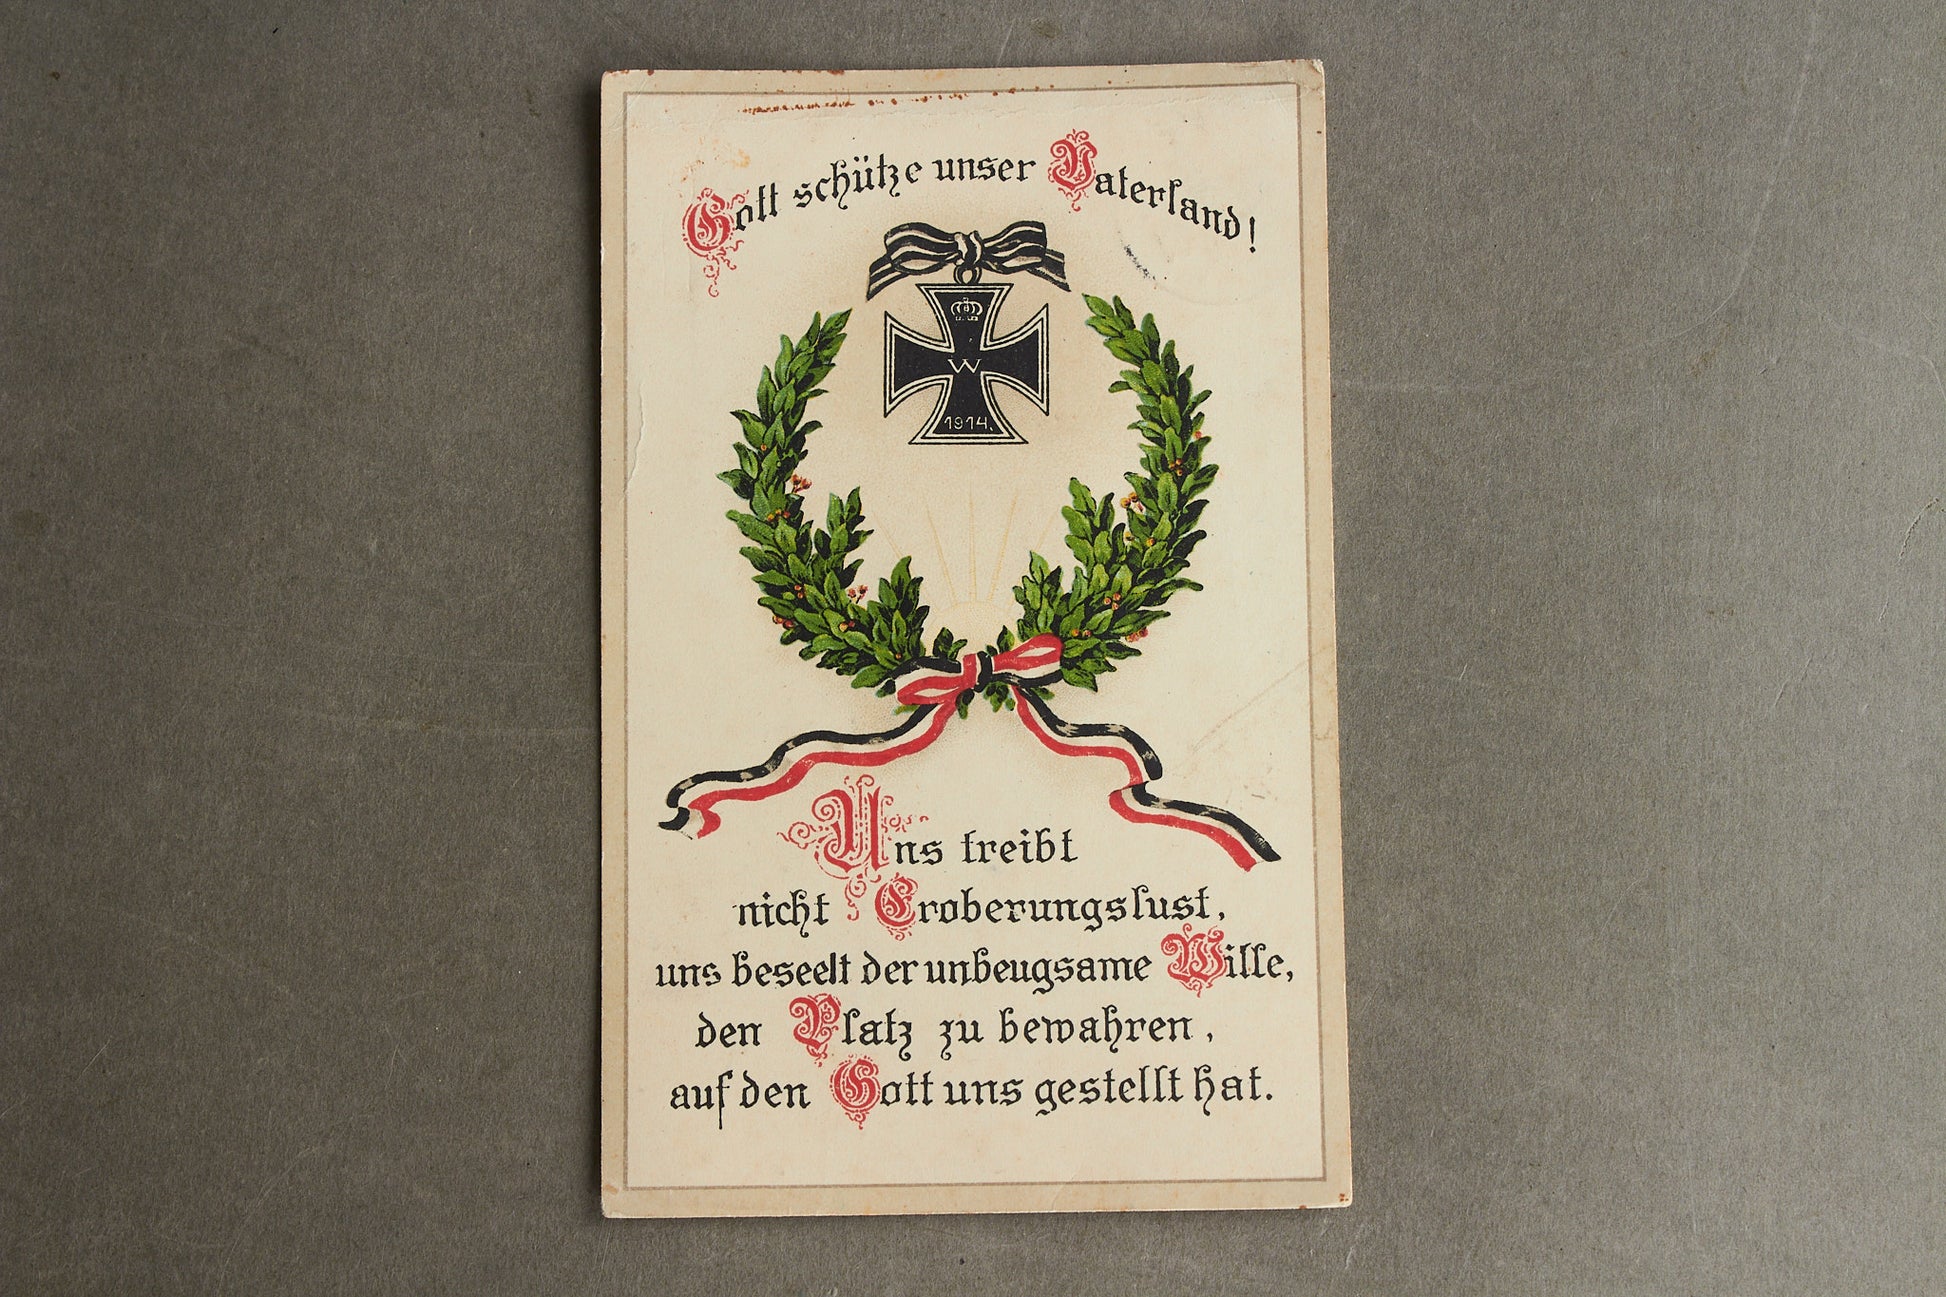 Gott schütze unser Vaterland!
W
1914.
Uns treibt
nicht Eroberungslust,
uns beseelt der unbeugsame Wille,
den Platz zu bewahren,
auf den Gott uns gestellt hat.